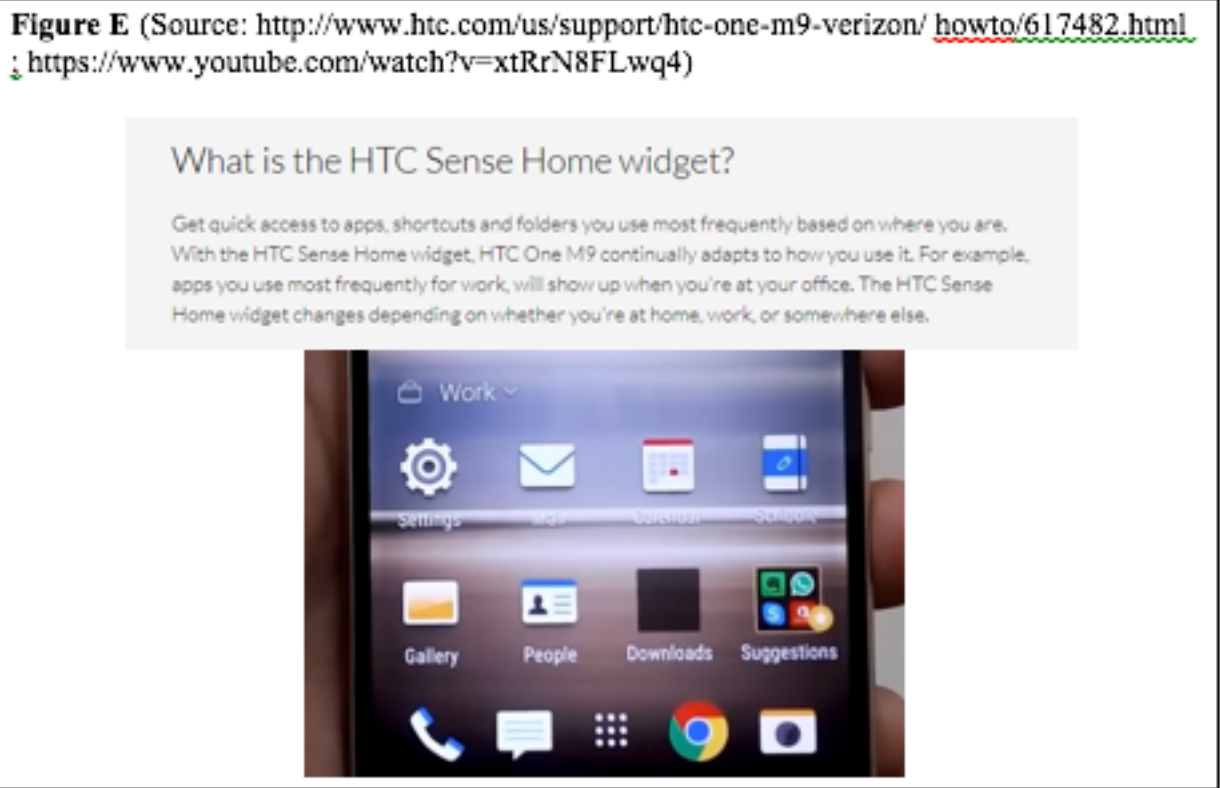 Figure E (Source: http://www.htc.com/us/support/htc-one-m9-verizon/ howto/617482.html
; https://www.youtube.com/watch?v=xtRrN8FLwq4)
What is the HTC Sense Home widget?
Get quick access to apps, shortcuts and folders you use most frequently based on where you are.
With the HTC Sense Home widget, HTC One M9 continually adapts to how you use it. For example,
apps you use most frequently for work, will show up when you're at your office. The HTC Sense
Home widget changes depending on whether you're at home, work, or somewhere else.
Work
Settings Mail Calendar Scribble
Gallery People Downloads Suggestions